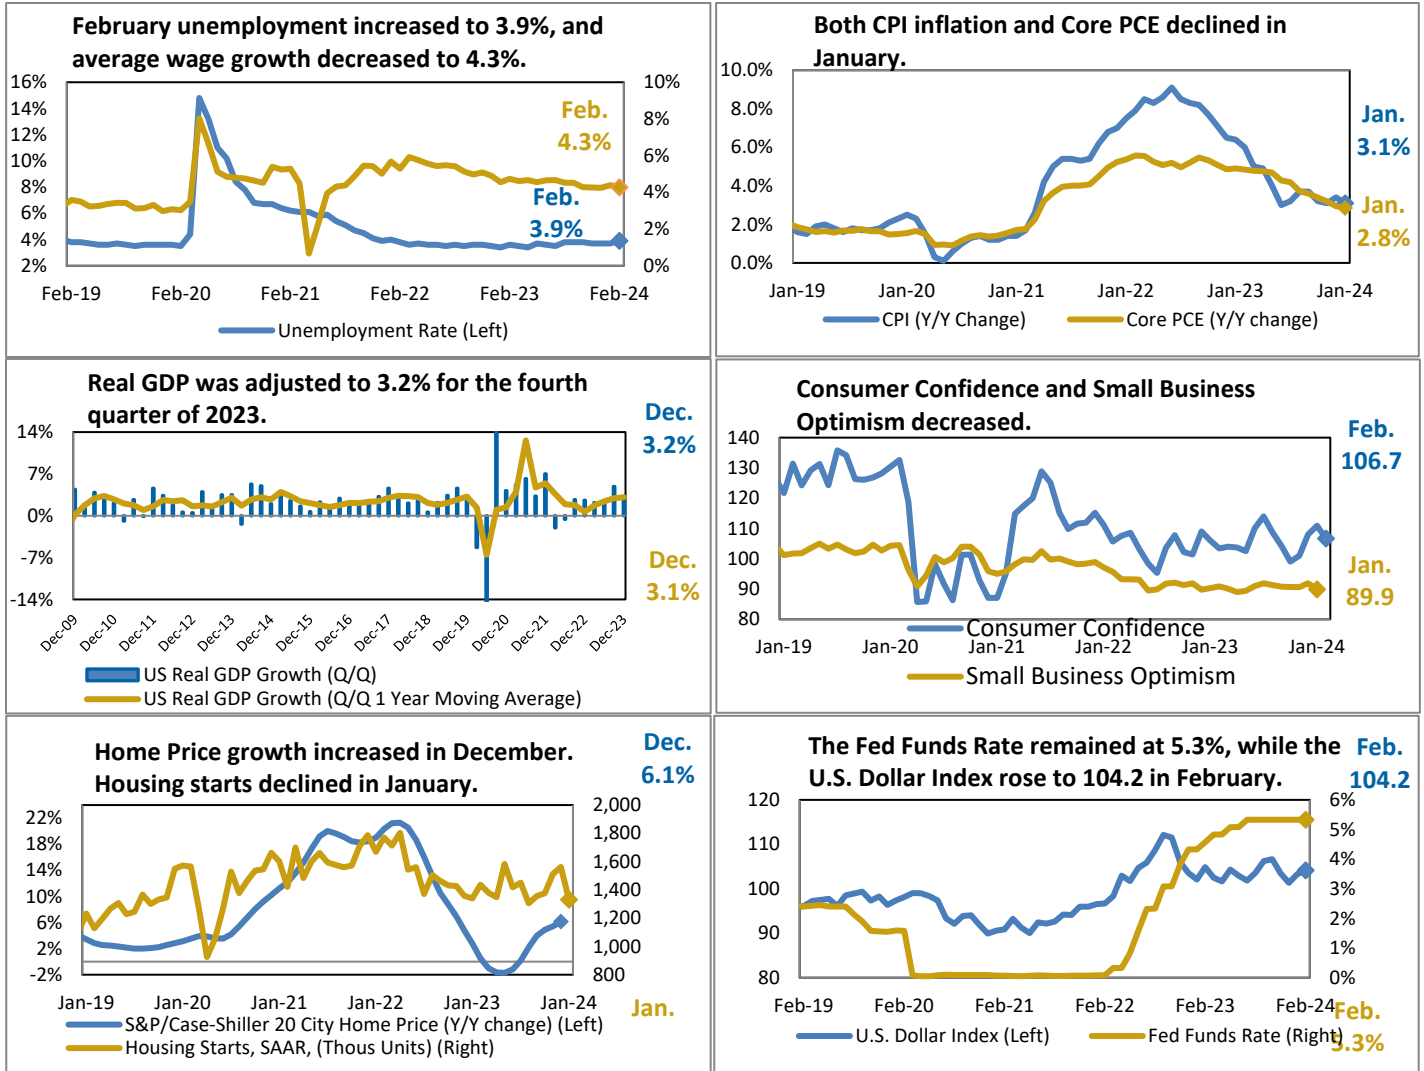 February unemployment increased to 3.9%, and
average wage growth decreased to 4.3%.
16%
14%
12%
10%
8%
6%
4%
2%
10%
8%
6%
4%
2%
0%
Feb.
4.3%
Feb.
3.9%
Feb-19
Feb-20
Feb-21
Feb-22
Feb-23
Feb-24
Unemployment Rate (Left)
Both CPI inflation and Core PCE declined in
January.
10.0%
8.0%
6.0%
4.0%
2.0%
0.0%
Jan.
3.1%
Jan.
2.8%
Jan-19
Jan-20
Jan-21
Jan-22
Jan-23
Jan-24
CPI (Y/Y Change)
Core PCE (Y/Y change)
Real GDP was adjusted to 3.2% for the fourth
quarter of 2023.
Dec.
3.2%
14%
7%
0%
-7%
-14%
Dec.
3.1%
Dec-09
Dec-10
Dec-11
Dec-12
Dec-13
Dec-14
Dec-15
Dec-16
Dec-17
Dec-18
Dec-19
Dec-20
Dec-21
Dec-22
Dec-23
US Real GDP Growth (Q/Q)
US Real GDP Growth (Q/Q 1 Year Moving Average)
Consumer Confidence and Small Business
Optimism decreased.
Feb.
106.7
140
130
120
110
100
90
80
Jan.
89.9
Jan-19
Jan-20
Jan-21
Jan-22
Jan-23
Jan-24
Consumer Confidence
Small Business Optimism
Home Price growth increased in December.
Housing starts declined in January.
Dec.
6.1%
22%
18%
14%
10%
6%
2%
-2%
2,000
1,800
1,600
1,400
1,200
1,000
800
Jan-19
Jan-20
Jan-21
Jan-22
Jan-23
Jan-24
Jan.
S&P/Case-Shiller 20 City Home Price (Y/Y change) (Left)
Housing Starts, SAAR, (Thous Units) (Right)
The Fed Funds Rate remained at 5.3%, while the
U.S. Dollar Index rose to 104.2 in February.
Feb.
104.2
120
110
100
90
80
6%
5%
4%
3%
2%
1%
0%
Feb-19
Feb-20
Feb-21
Feb-22
Feb-23
Feb-24
Feb.
5.3%
U.S. Dollar Index (Left)
Fed Funds Rate (Right)